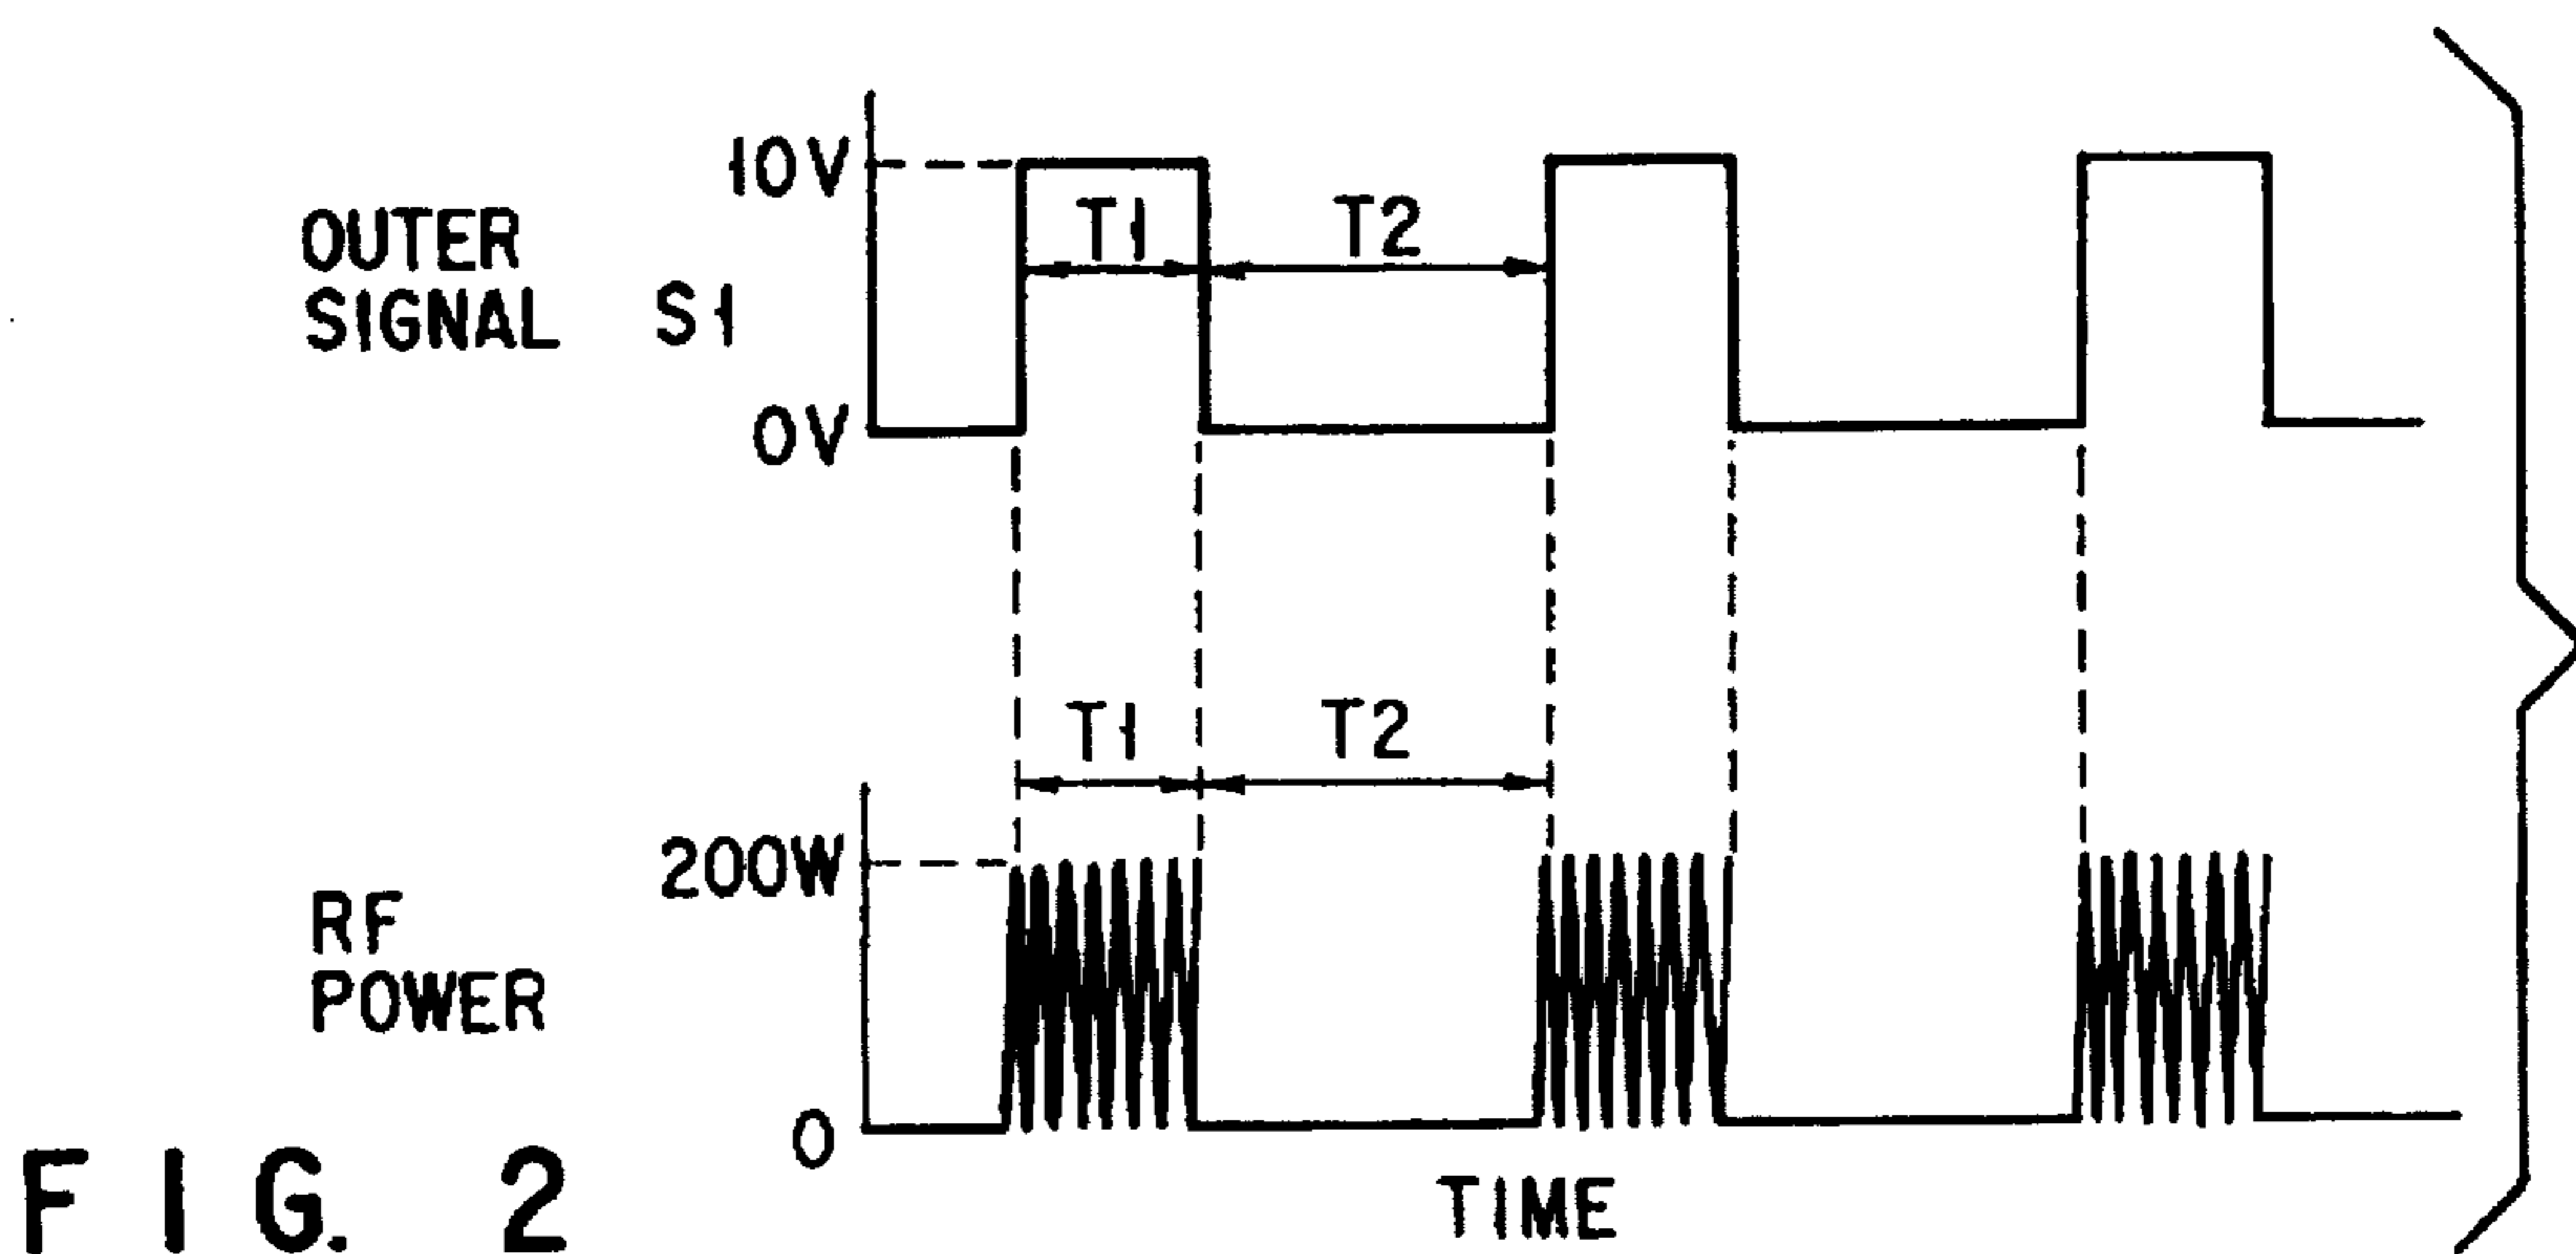 10V
T1 T2
OUTER
SIGNAL S1
0V
T1 T2
200W
RF
POWER
0
TIME
FIG. 2